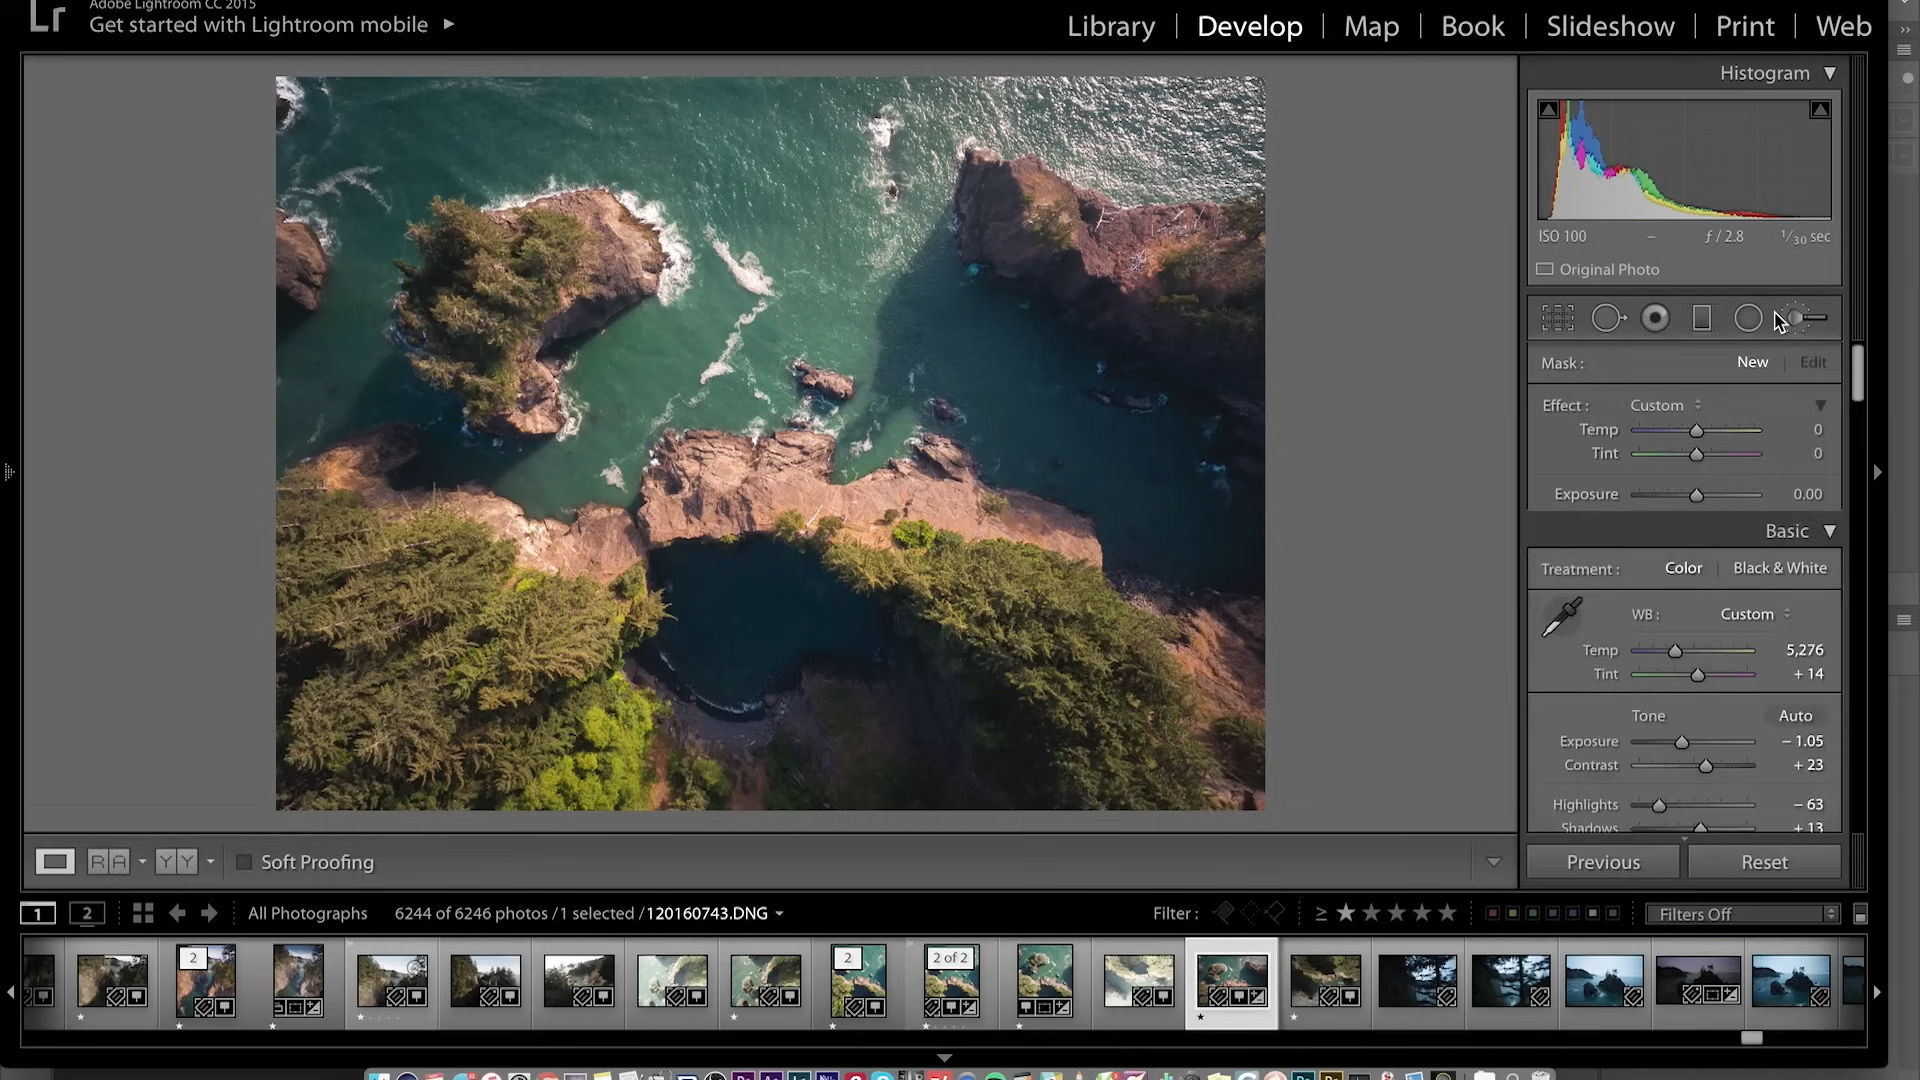 Lr
Adobe Lightroom CC 2015
Get started with Lightroom mobile
Library | Develop | Map | Book | Slideshow | Print | Web
Histogram
ISO 100 – ƒ / 2.8 1/30 sec
Original Photo
Mask : New | Edit
Effect : Custom
Temp 0
Tint 0
Exposure 0.00
Basic
Treatment : Color | Black & White
WB : Custom
Temp 5,276
Tint + 14
Tone Auto
Exposure – 1.05
Contrast + 23
Highlights – 63
Shadows + 13
Previous Reset
R A Y Y Soft Proofing
1 2 All Photographs 6244 of 6246 photos / 1 selected / 120160743.DNG Filter : ≥ Filters Off
2 2 2 of 2